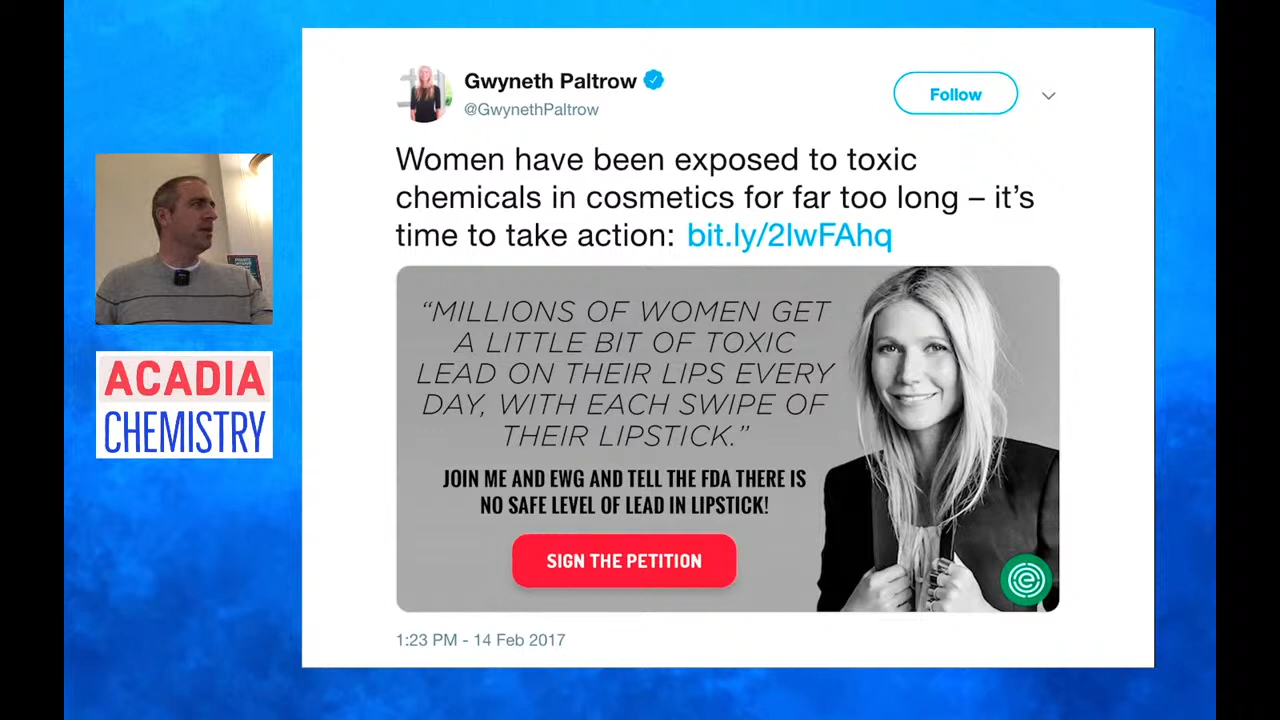 Gwyneth Paltrow
@GwynethPaltrow
Follow
Women have been exposed to toxic
chemicals in cosmetics for far too long – it’s
time to take action: bit.ly/2lwFAhq
“MILLIONS OF WOMEN GET
A LITTLE BIT OF TOXIC
LEAD ON THEIR LIPS EVERY
DAY, WITH EACH SWIPE OF
THEIR LIPSTICK.”
JOIN ME AND EWG AND TELL THE FDA THERE IS
NO SAFE LEVEL OF LEAD IN LIPSTICK!
SIGN THE PETITION
1:23 PM - 14 Feb 2017
ACADIA
CHEMISTRY